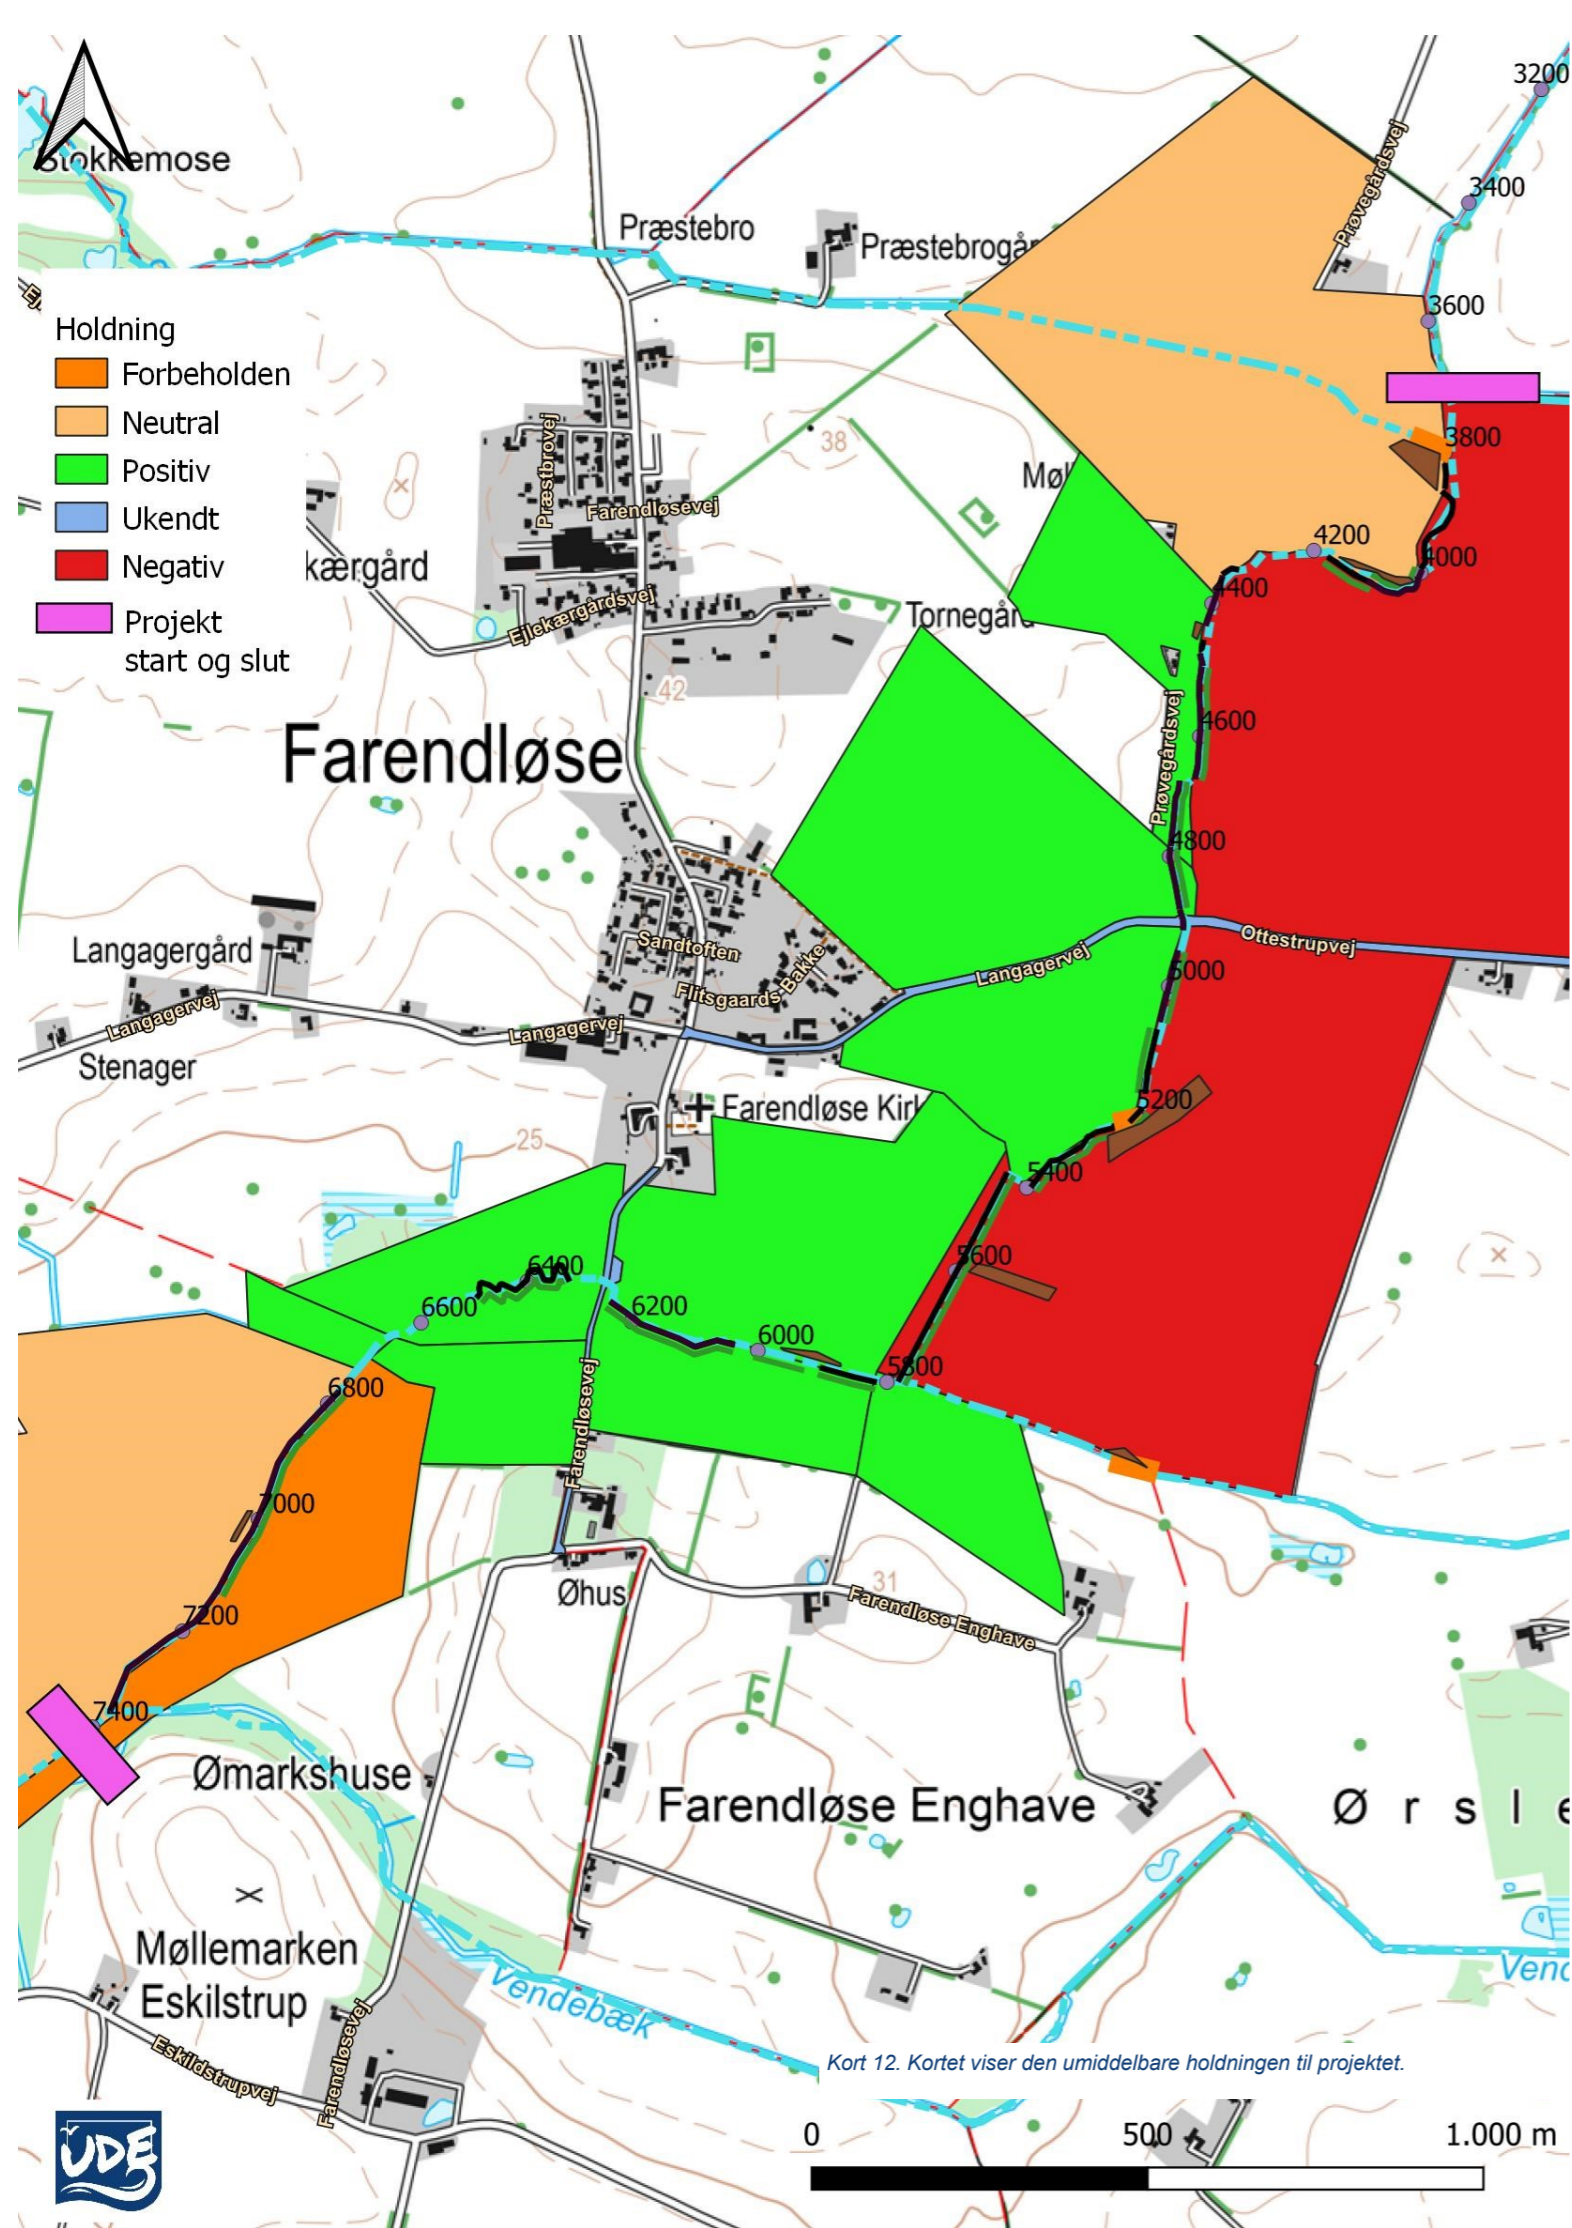 3200
Stokkemose
3400
Prøvegårdsvej
Præstebro
Præstebrogår
3600
Holdning
Forbeholden
Neutral
Positiv
Ukendt
Negativ
Projekt
start og slut
3800
38
Præstbrovej
Farendløsevej
Møl
4200
4000
kærgård
4400
Ejlekærgårdsvej
Tornegård
42
4600
Prøvegårdsvej
Farendløse
4800
Langagergård
Sandtoften
Ottestrupvej
Flitsgaards Bakke
Langagervej
5000
Langagervej
Langagervej
Stenager
5200
Farendløse Kirk
25
5400
5600
6400
6600
6200
6000
5800
6800
Farendløsevej
7000
Øhus
31
Farendløse Enghave
7200
7400
Ømarkshuse
Farendløse Enghave
Ø r s l e
Møllemarken
Eskilstrup
Vendebæk
Vend
Farendløsevej
Eskildstrupvej
Kort 12. Kortet viser den umiddelbare holdningen til projektet.
UDE
0 500 1.000 m